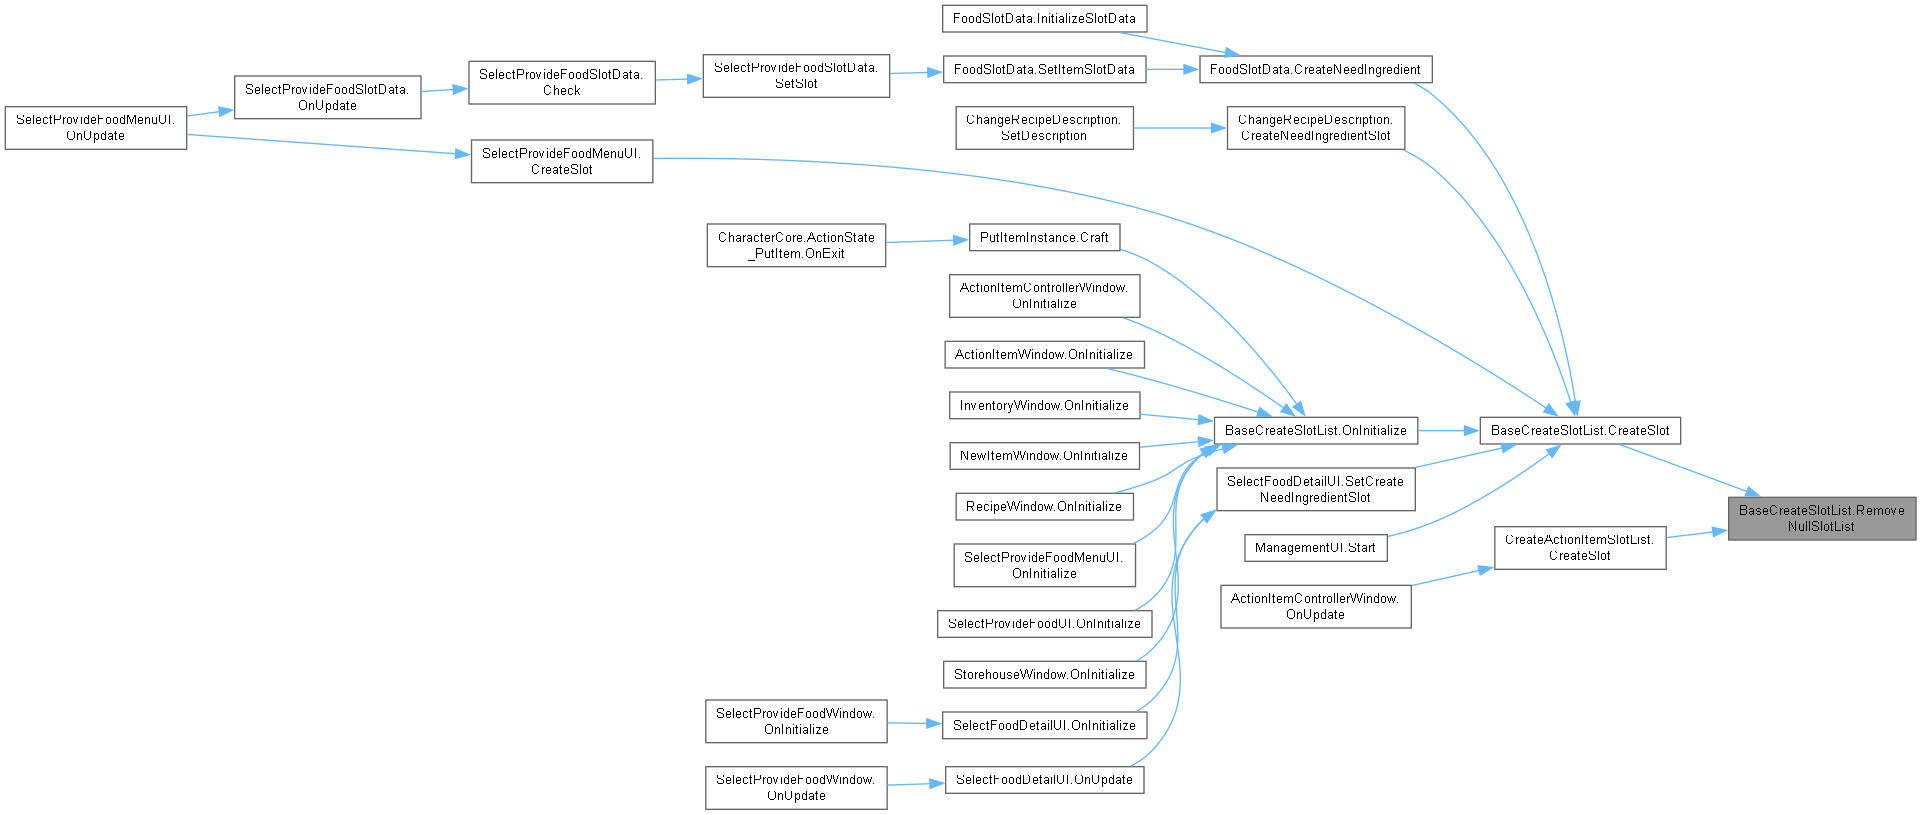 FoodSlotData.InitializeSlotData
FoodSlotData.CreateNeedIngredient
FoodSlotData.SetItemSlotData
SelectProvideFoodSlotData.
SetSlot
SelectProvideFoodSlotData.
Check
SelectProvideFoodSlotData.
OnUpdate
SelectProvideFoodMenuUI.
OnUpdate
ChangeRecipeDescription.
SetDescription
ChangeRecipeDescription.
CreateNeedIngredientSlot
SelectProvideFoodMenuUI.
CreateSlot
CharacterCore.ActionState
_PutItem.OnExit
PutItemInstance.Craft
ActionItemControllerWindow.
OnInitialize
ActionItemWindow.OnInitialize
InventoryWindow.OnInitialize
BaseCreateSlotList.OnInitialize
BaseCreateSlotList.CreateSlot
NewItemWindow.OnInitialize
SelectFoodDetailUI.SetCreate
NeedIngredientSlot
RecipeWindow.OnInitialize
BaseCreateSlotList.Remove
NullSlotList
ManagementUI.Start
CreateActionItemSlotList.
CreateSlot
SelectProvideFoodMenuUI.
OnInitialize
ActionItemControllerWindow.
OnUpdate
SelectProvideFoodUI.OnInitialize
StorehouseWindow.OnInitialize
SelectProvideFoodWindow.
OnInitialize
SelectFoodDetailUI.OnInitialize
SelectProvideFoodWindow.
OnUpdate
SelectFoodDetailUI.OnUpdate